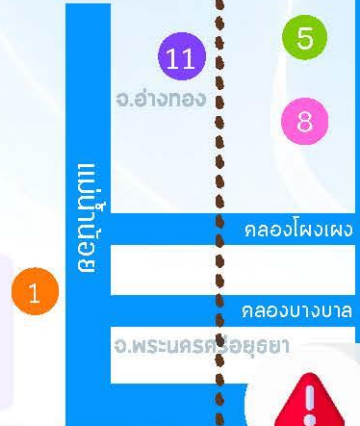 5
11
จ.อ่างทอง
8
แม่น้ำน้อย
คลองโผงเผง
1
คลองบางบาล
จ.พระนครศรีอยุธยา